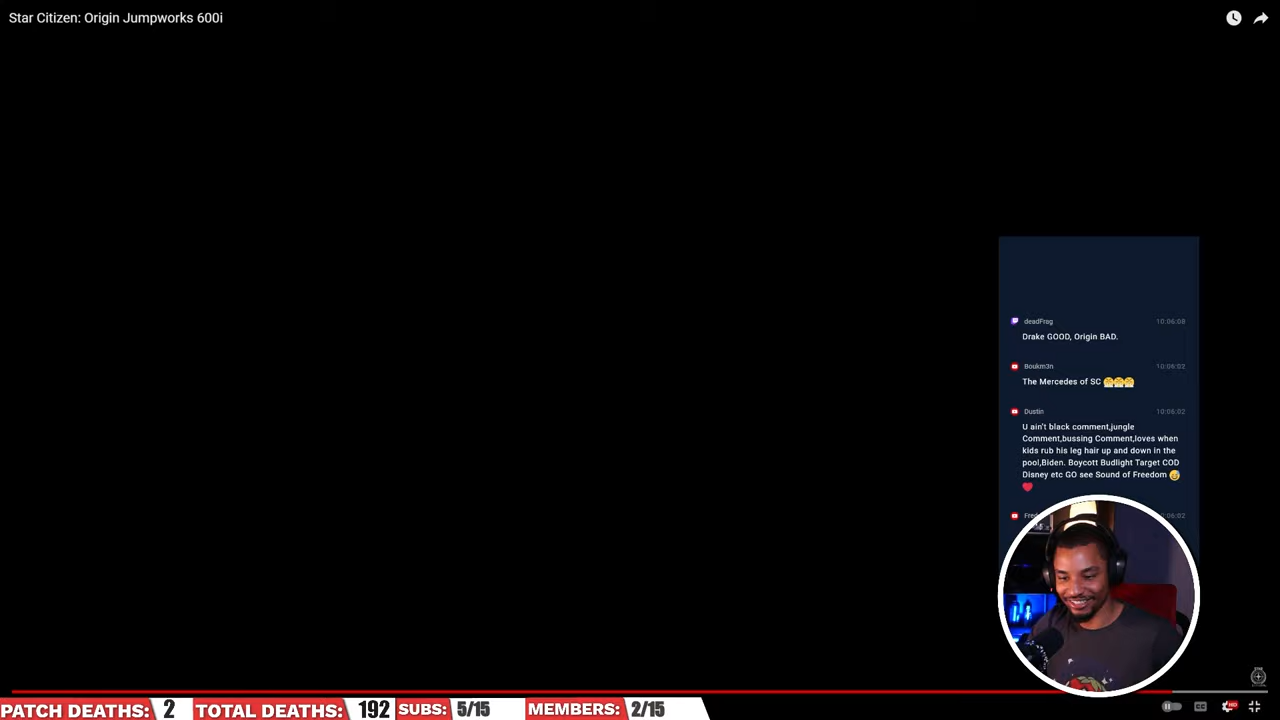 Star Citizen: Origin Jumpworks 600i
deadFrag 10:06:08
Drake GOOD, Origin BAD.
Boukm3n 10:06:02
The Mercedes of SC 😤😤😤
Dustin 10:06:02
U ain't black comment,jungle
Comment,bussing Comment,loves when
kids rub his leg hair up and down in the
pool,Biden. Boycott Budlight Target COD
Disney etc GO see Sound of Freedom 😅
❤️
PATCH DEATHS: 2 TOTAL DEATHS: 192 SUBS: 5/15 MEMBERS: 2/15
CC HD